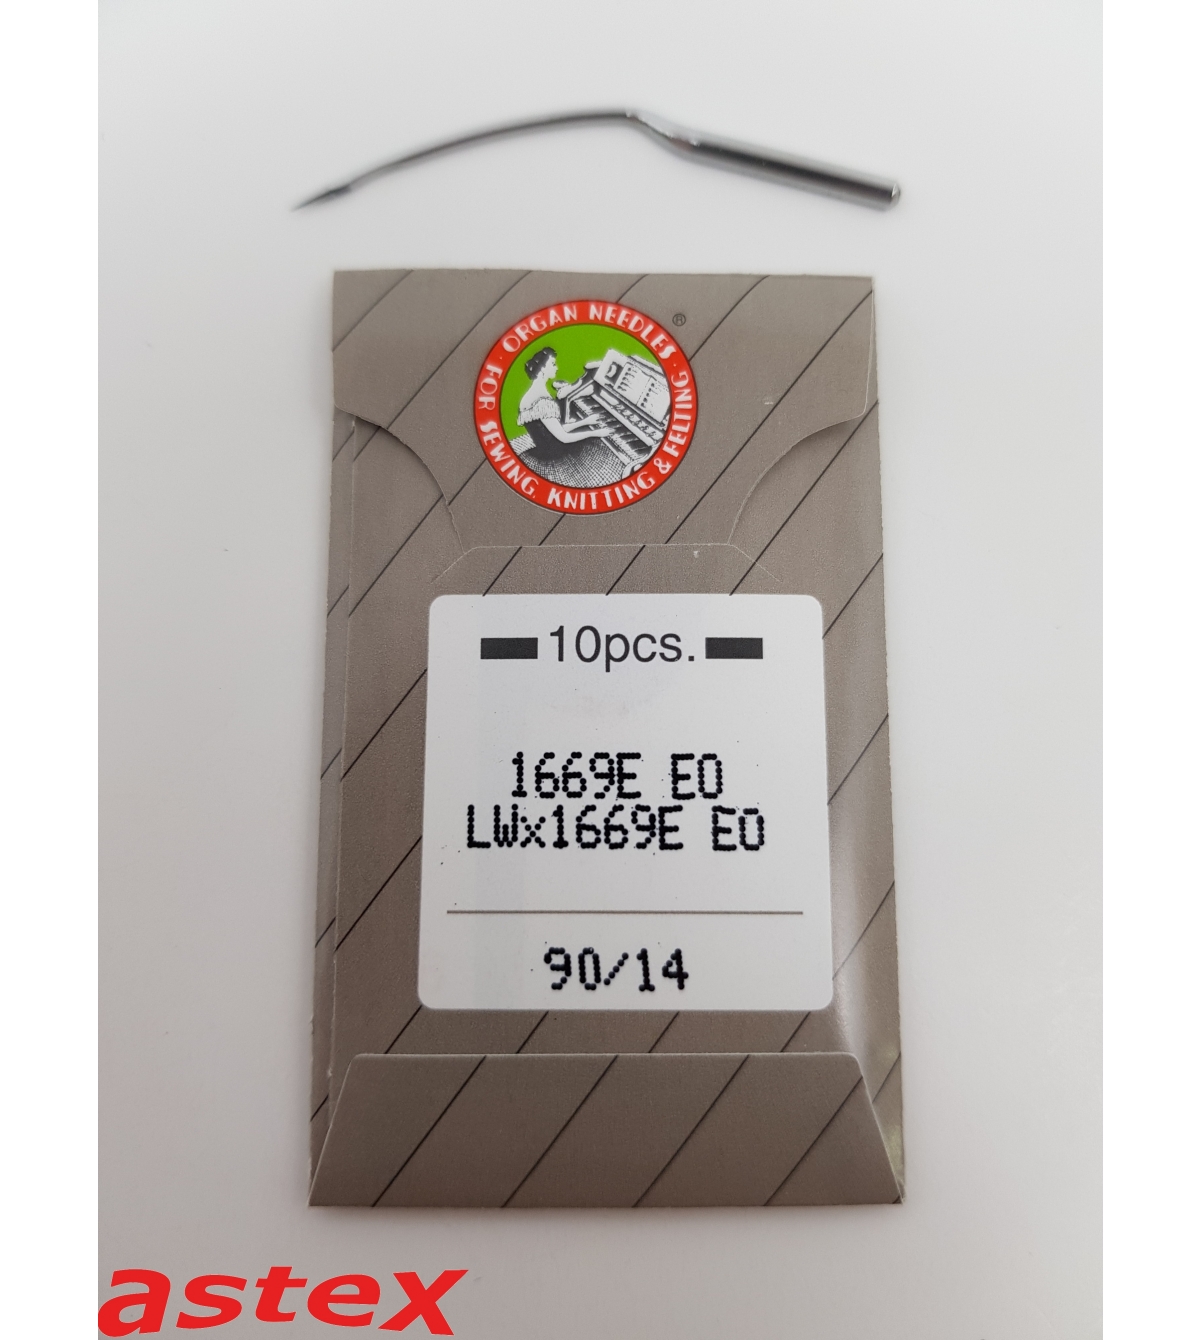 ORGAN NEEDLES ®
FOR SEWING, KNITTING & FELTING
10pcs.
1669E EO
LWx1669E EO
90/14
astex